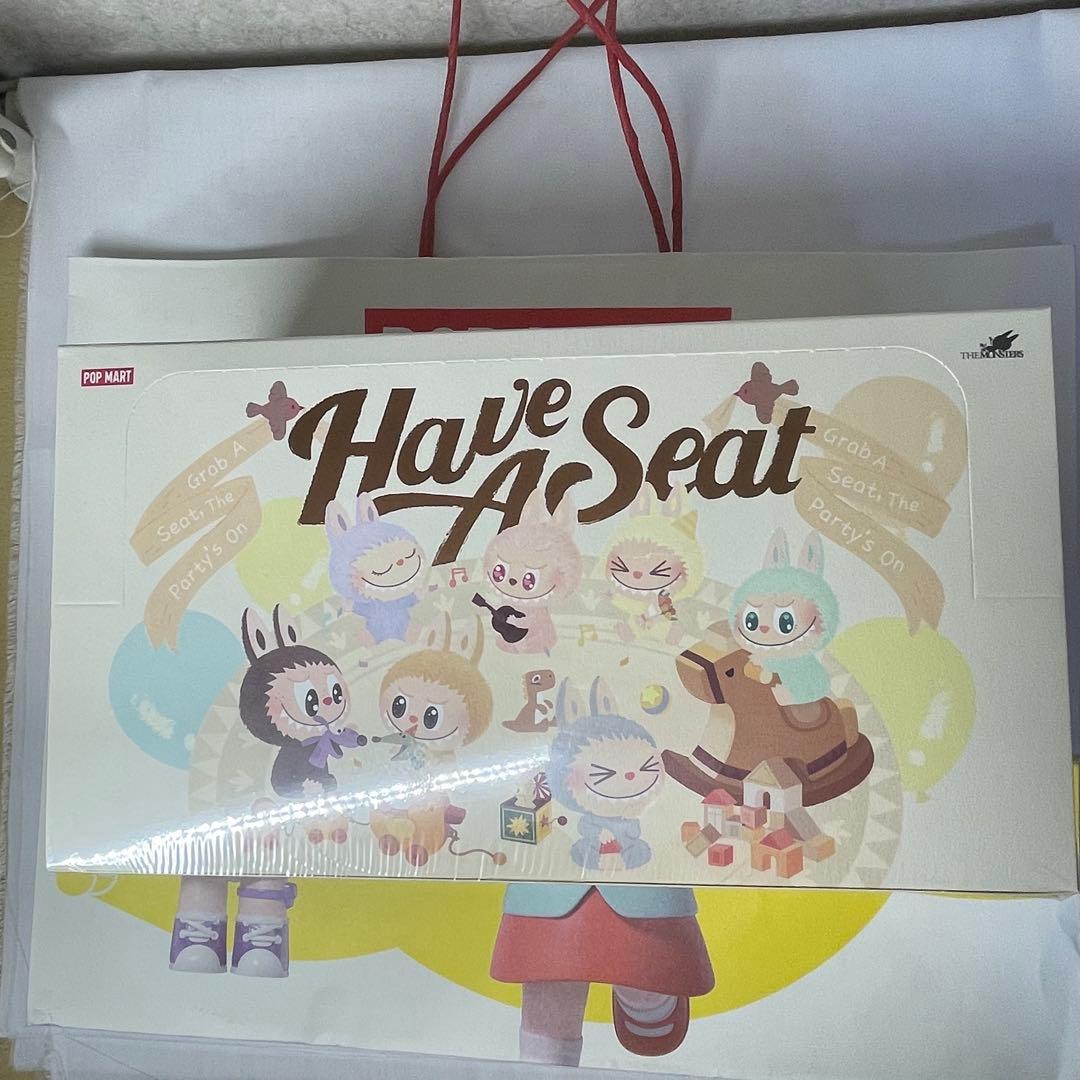 POP MART
THE MONSTERS
Have
A Seat
Grab A
Seat, The
Party's On
Grab A
Seat, The
Party's On